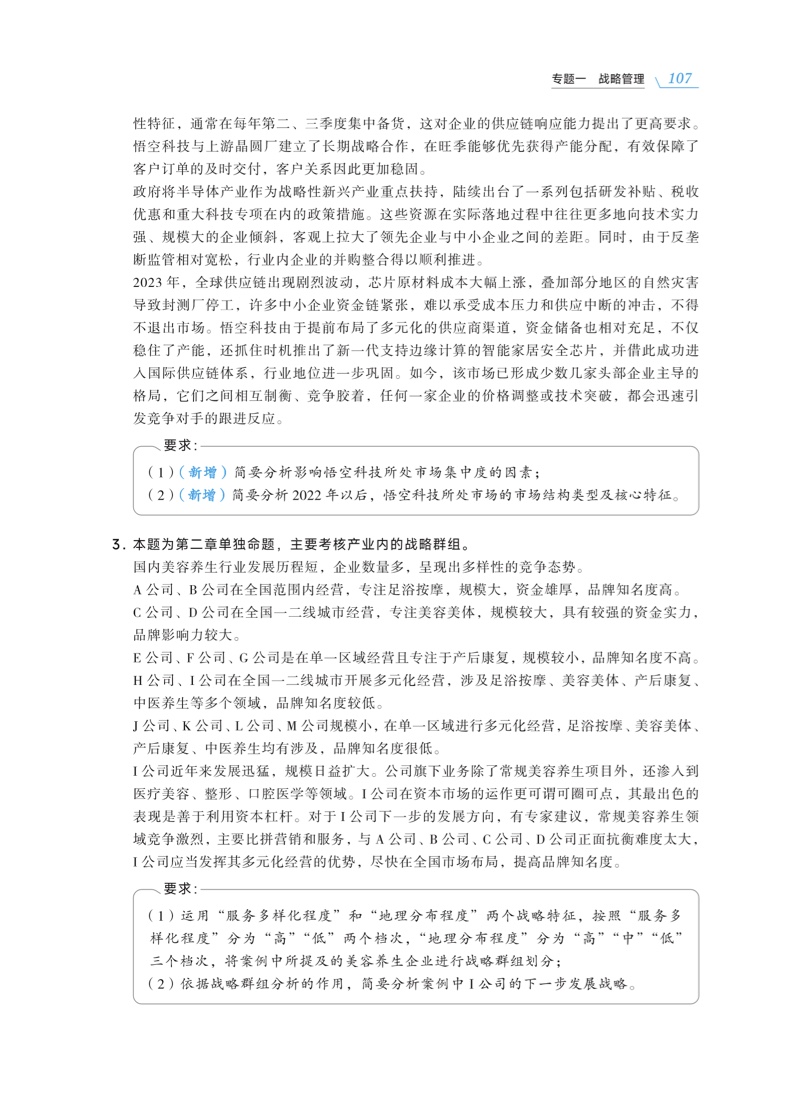 专题一 战略管理 107
性特征，通常在每年第二、三季度集中备货，这对企业的供应链响应能力提出了更高要求。
悟空科技与上游晶圆厂建立了长期战略合作，在旺季能够优先获得产能分配，有效保障了
客户订单的及时交付，客户关系因此更加稳固。
政府将半导体产业作为战略性新兴产业重点扶持，陆续出台了一系列包括研发补贴、税收
优惠和重大科技专项在内的政策措施。这些资源在实际落地过程中往往更多地向技术实力
强、规模大的企业倾斜，客观上拉大了领先企业与中小企业之间的差距。同时，由于反垄
断监管相对宽松，行业内企业的并购整合得以顺利推进。
2023 年，全球供应链出现剧烈波动，芯片原材料成本大幅上涨，叠加部分地区的自然灾害
导致封测厂停工，许多中小企业资金链紧张，难以承受成本压力和供应中断的冲击，不得
不退出市场。悟空科技由于提前布局了多元化的供应商渠道，资金储备也相对充足，不仅
稳住了产能，还抓住时机推出了新一代支持边缘计算的智能家居安全芯片，并借此成功进
入国际供应链体系，行业地位进一步巩固。如今，该市场已形成少数几家头部企业主导的
格局，它们之间相互制衡、竞争胶着，任何一家企业的价格调整或技术突破，都会迅速引
发竞争对手的跟进反应。
要求：
（1）（新增）简要分析影响悟空科技所处市场集中度的因素；
（2）（新增）简要分析 2022 年以后，悟空科技所处市场的市场结构类型及核心特征。
3. 本题为第二章单独命题，主要考核产业内的战略群组。
国内美容养生行业发展历程短，企业数量多，呈现出多样性的竞争态势。
A 公司、B 公司在全国范围内经营，专注足浴按摩，规模大，资金雄厚，品牌知名度高。
C 公司、D 公司在全国一二线城市经营，专注美容美体，规模较大，具有较强的资金实力，
品牌影响力较大。
E 公司、F 公司、G 公司是在单一区域经营且专注于产后康复，规模较小，品牌知名度不高。
H 公司、I 公司在全国一二线城市开展多元化经营，涉及足浴按摩、美容美体、产后康复、
中医养生等多个领域，品牌知名度较低。
J 公司、K 公司、L 公司、M 公司规模小，在单一区域进行多元化经营，足浴按摩、美容美体、
产后康复、中医养生均有涉及，品牌知名度很低。
I 公司近年来发展迅猛，规模日益扩大。公司旗下业务除了常规美容养生项目外，还渗入到
医疗美容、整形、口腔医学等领域。I 公司在资本市场的运作更可谓可圈可点，其最出色的
表现是善于利用资本杠杆。对于 I 公司下一步的发展方向，有专家建议，常规美容养生领
域竞争激烈，主要比拼营销和服务，与 A 公司、B 公司、C 公司、D 公司正面抗衡难度太大，
I 公司应当发挥其多元化经营的优势，尽快在全国市场布局，提高品牌知名度。
要求：
（1）运用“服务多样化程度”和“地理分布程度”两个战略特征，按照“服务多
样化程度”分为“高”“低”两个档次，“地理分布程度”分为“高”“中”“低”
三个档次，将案例中所提及的美容养生企业进行战略群组划分；
（2）依据战略群组分析的作用，简要分析案例中 I 公司的下一步发展战略。